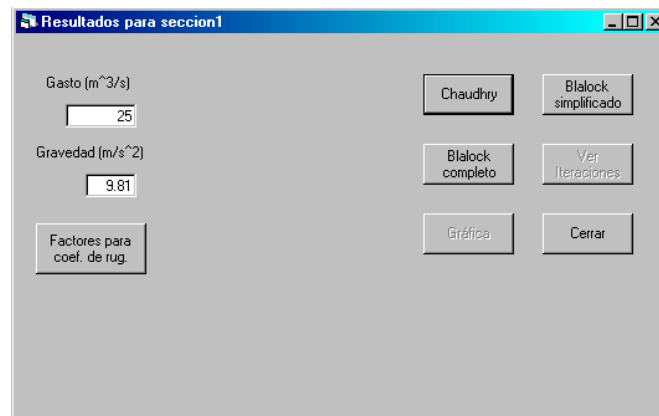 Resultados para seccion1
Gasto (m^3/s)
25
Gravedad (m/s^2)
9.81
Factores para
coef. de rug.
Chaudhry
Blalock
simplificado
Blalock
completo
Ver
Iteraciones
Gráfica
Cerrar